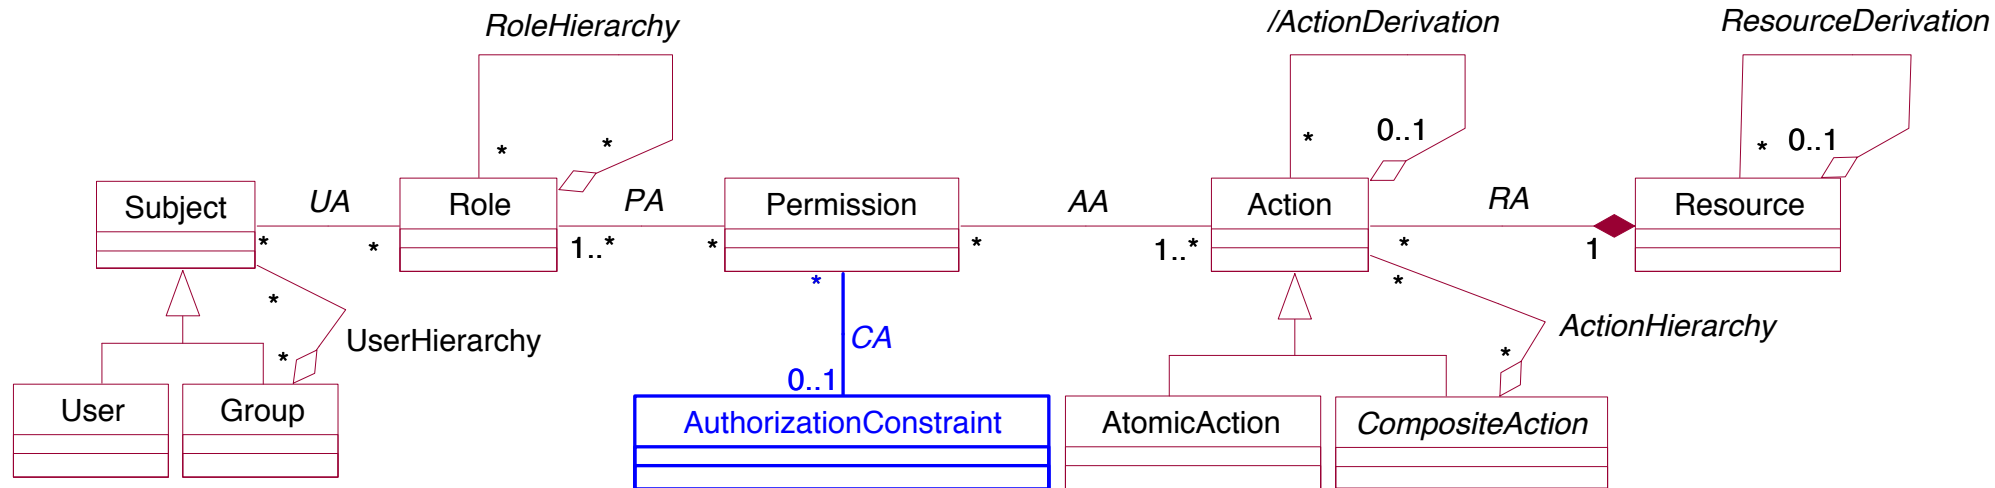 RoleHierarchy
/ActionDerivation
ResourceDerivation
* *
* 0..1
* 0..1
Subject UA Role PA Permission AA Action RA Resource
* * 1..* * * 1..* * 1
* * *
UserHierarchy CA ActionHierarchy
* 0..1 *
User Group AuthorizationConstraint AtomicAction CompositeAction